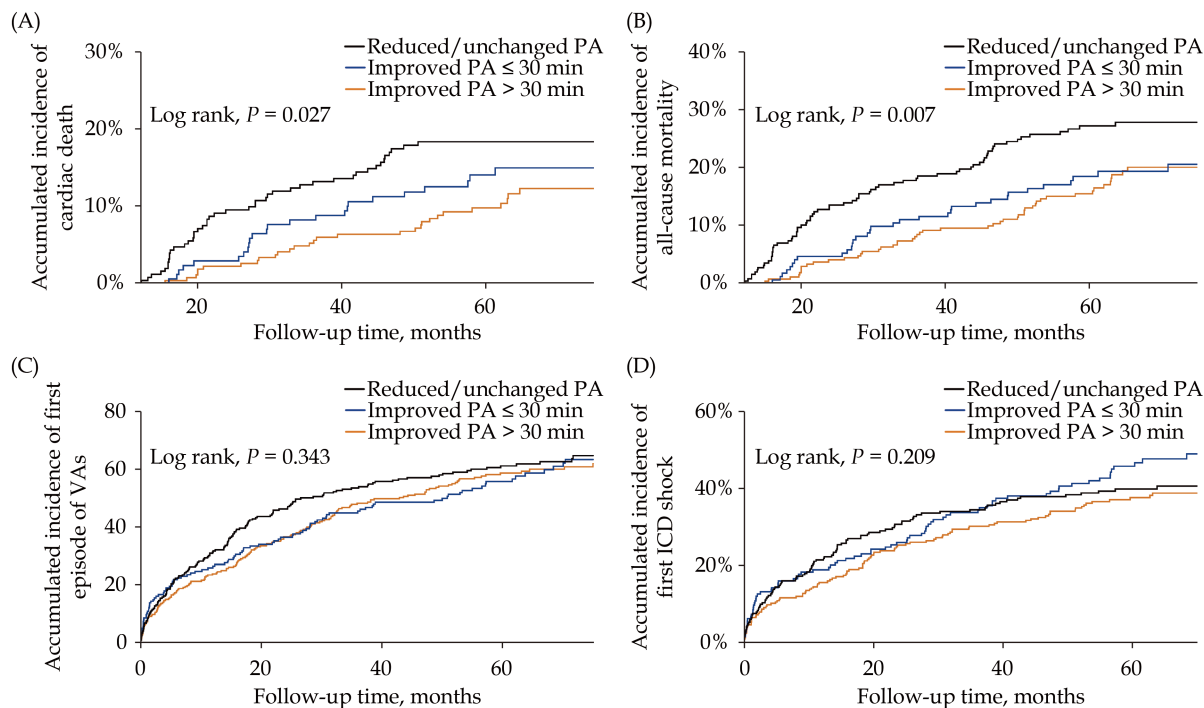 (A)
Accumulated incidence of
cardiac death
30%
20%
10%
0%
Reduced/unchanged PA
Improved PA ≤ 30 min
Improved PA > 30 min
Log rank, P = 0.027
20
40
60
Follow-up time, months
(B)
Accumualted incidence of
all-cause mortality
40%
30%
20%
10%
0%
Reduced/unchanged PA
Improved PA ≤ 30 min
Improved PA > 30 min
Log rank, P = 0.007
20
40
60
Follow-up time, months
(C)
Accumulated incidence of first
episode of VAs
80
60
40
20
0
Reduced/unchanged PA
Improved PA ≤ 30 min
Improved PA > 30 min
Log rank, P = 0.343
0
20
40
60
Follow-up time, months
(D)
Accumulated incidence of
first ICD shock
60%
40%
20%
0%
Reduced/unchanged PA
Improved PA ≤ 30 min
Improved PA > 30 min
Log rank, P = 0.209
0
20
40
60
Follow-up time, months